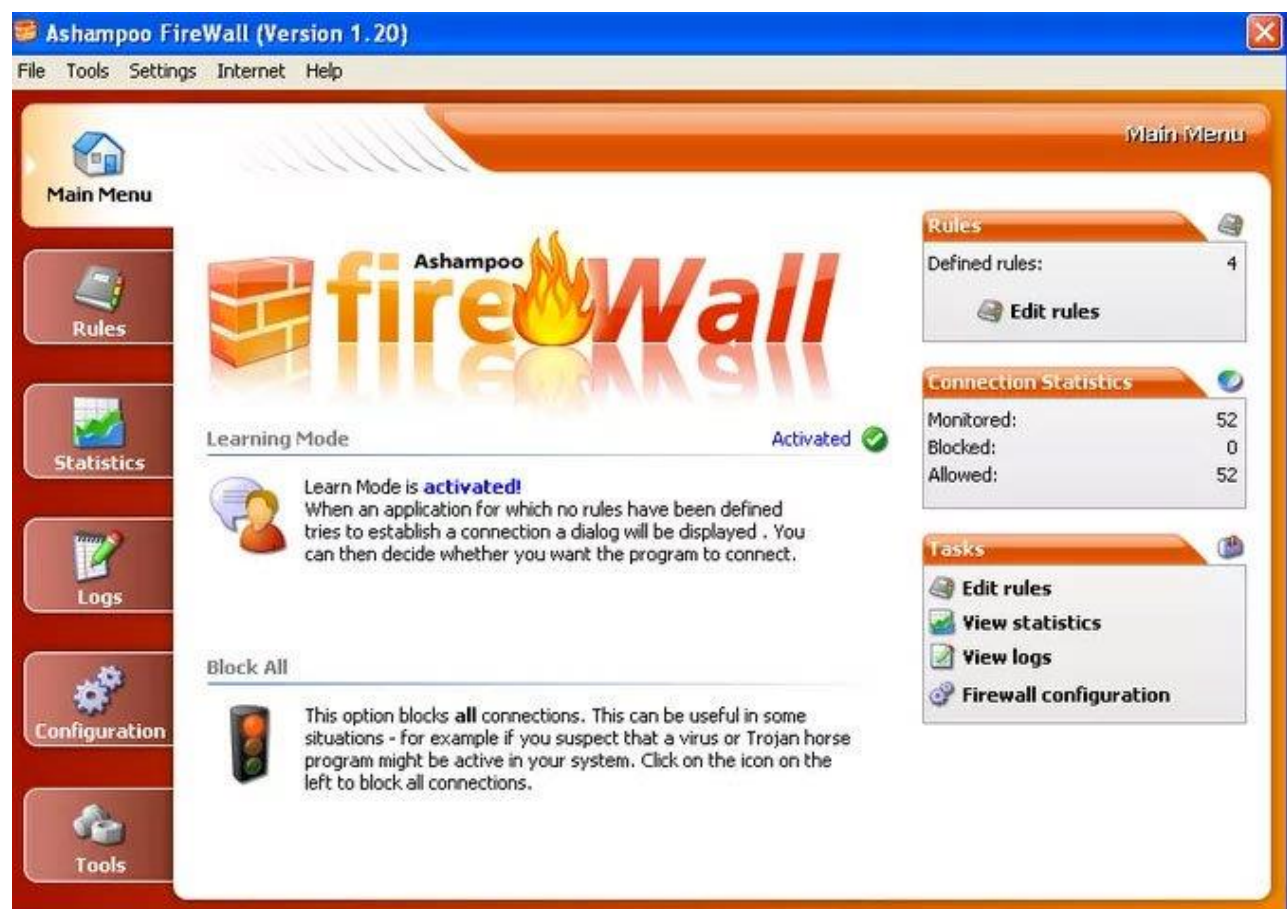 Ashampoo FireWall (Version 1.20)
File Tools Settings Internet Help
Main Menu
Main Menu
Rules
Statistics
Logs
Configuration
Tools
Ashampoo
fireWall
Learning Mode
Activated
Learn Mode is activated!
When an application for which no rules have been defined
tries to establish a connection a dialog will be displayed . You
can then decide whether you want the program to connect.
Block All
This option blocks all connections. This can be useful in some
situations - for example if you suspect that a virus or Trojan horse
program might be active in your system. Click on the icon on the
left to block all connections.
Rules
Defined rules: 4
Edit rules
Connection Statistics
Monitored: 52
Blocked: 0
Allowed: 52
Tasks
Edit rules
View statistics
View logs
Firewall configuration